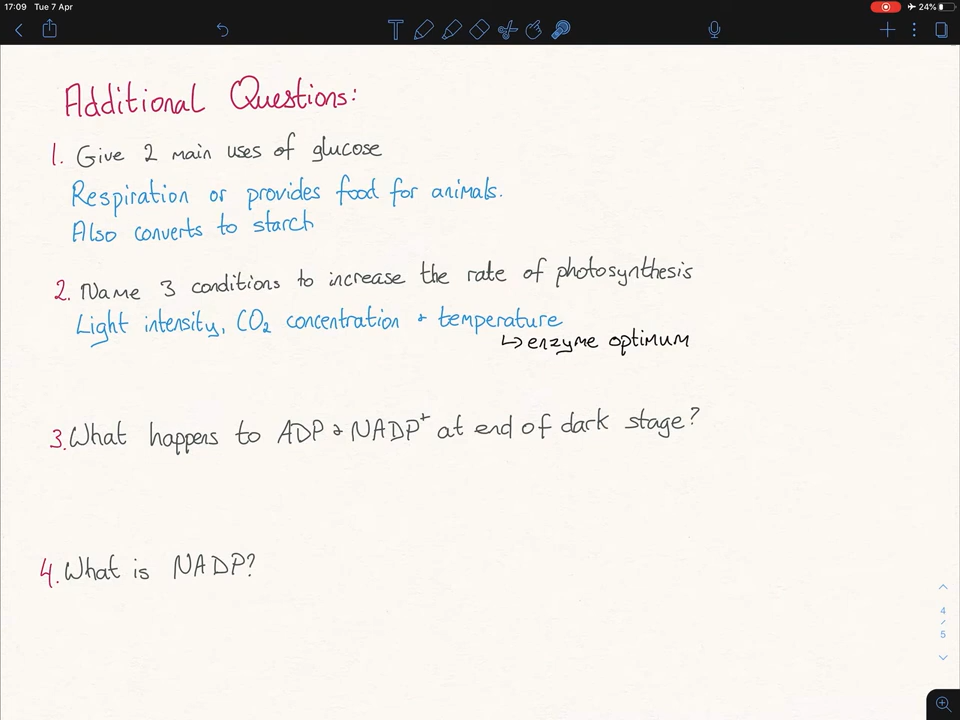 17:09 Tue 7 Apr
24%
T
Additional Questions:
1. Give 2 main uses of glucose
Respiration or provides food for animals.
Also converts to starch
2. Name 3 conditions to increase the rate of photosynthesis
Light intensity, CO₂ concentration + temperature
↳ enzyme optimum
3. What happens to ADP + NADP⁺ at end of dark stage?
4. What is NADP?
4
/
5